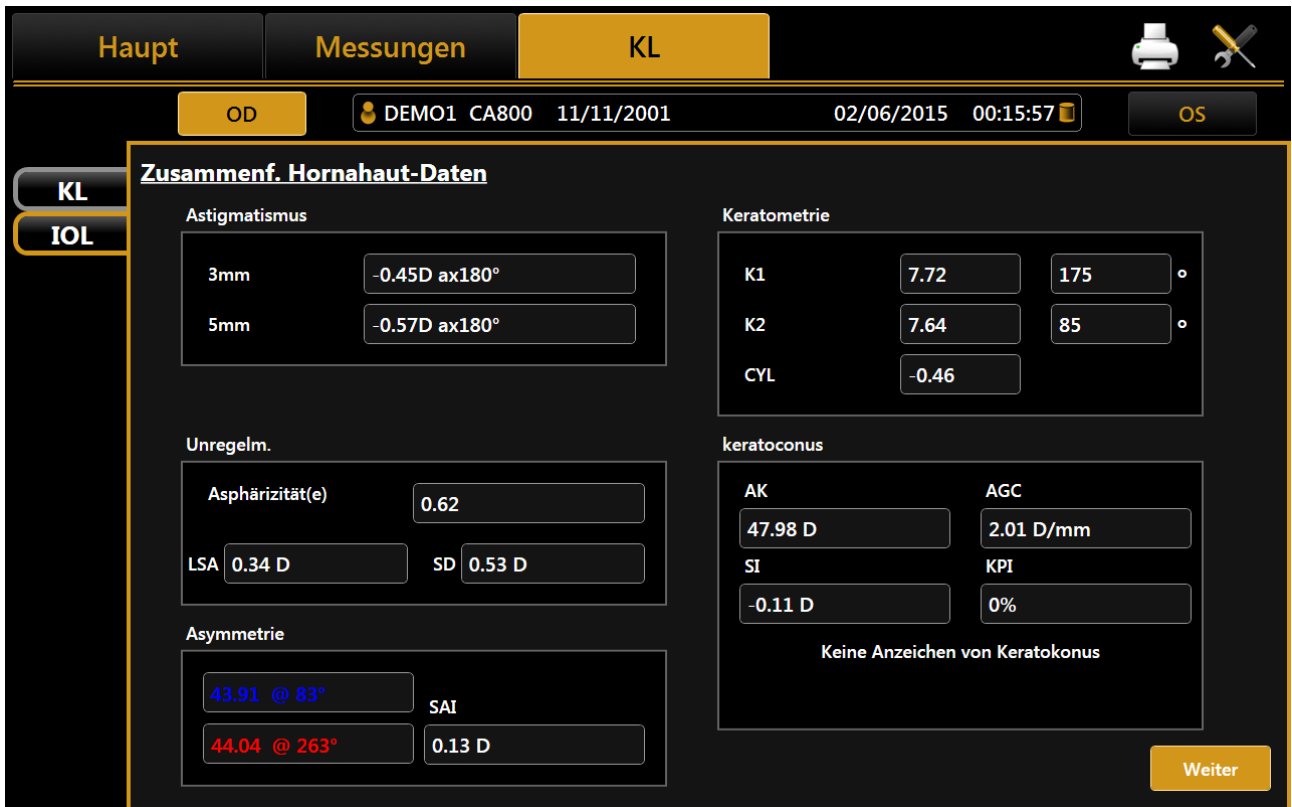 Haupt
Messungen
KL
OD
DEMO1 CA800 11/11/2001 02/06/2015 00:15:57
OS
KL
IOL
Zusammenf. Hornahaut-Daten
Astigmatismus
3mm -0.45D ax180°
5mm -0.57D ax180°
Keratometrie
K1 7.72 175 °
K2 7.64 85 °
CYL -0.46
Unregelm.
Asphärizität(e) 0.62
LSA 0.34 D SD 0.53 D
keratoconus
AK AGC
47.98 D 2.01 D/mm
SI KPI
-0.11 D 0%
Keine Anzeichen von Keratokonus
Asymmetrie
43.91 @ 83°
SAI
44.04 @ 263° 0.13 D
Weiter